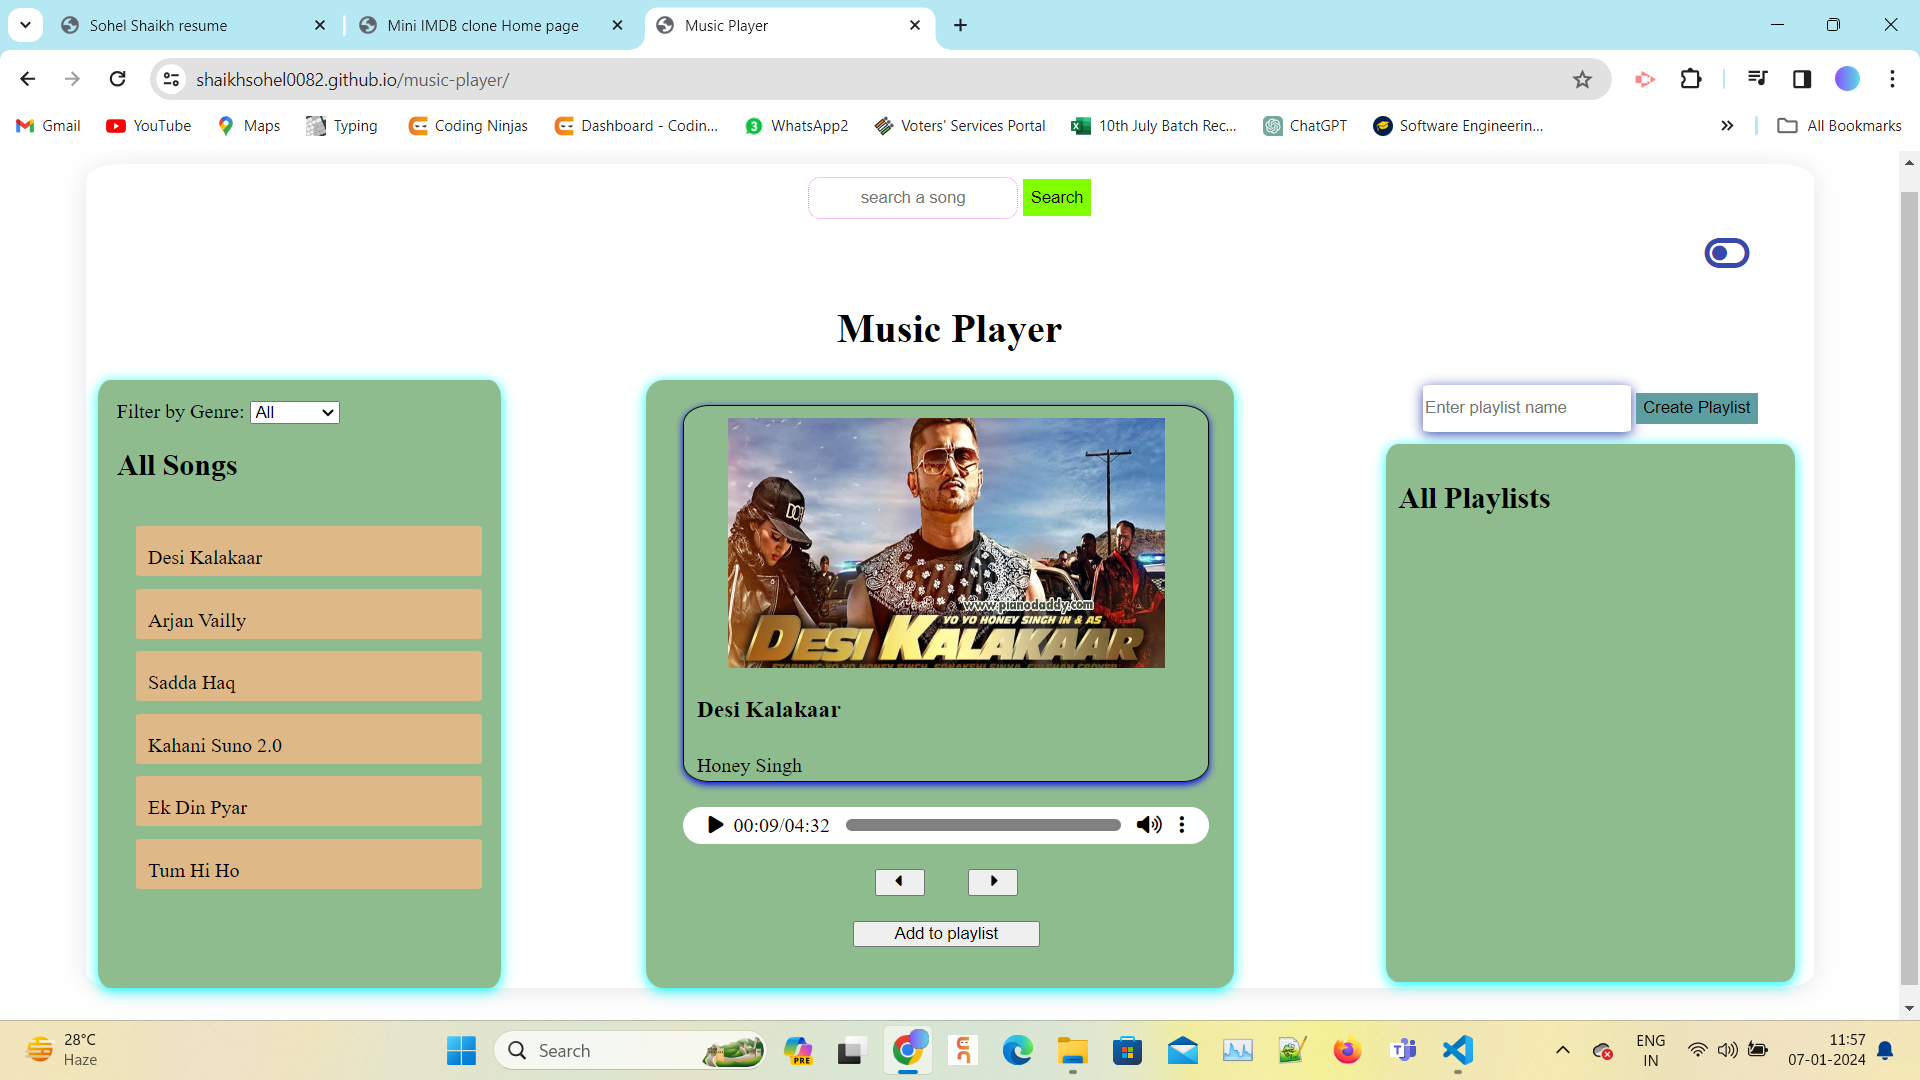 Sohel Shaikh resume
Mini IMDB clone Home page
Music Player
shaikhsohel0082.github.io/music-player/
Gmail
YouTube
Maps
Typing
Coding Ninjas
Dashboard - Codin...
3
WhatsApp2
Voters' Services Portal
10th July Batch Rec...
ChatGPT
Software Engineerin...
All Bookmarks
search a song
Search
Music Player
Filter by Genre:
All
All Songs
Desi Kalakaar
Arjan Vailly
Sadda Haq
Kahani Suno 2.0
Ek Din Pyar
Tum Hi Ho
www.pianodaddy.com
YO YO HONEY SINGH IN & AS
DESI KALAKAAR
Desi Kalakaar
Honey Singh
00:09/04:32
Add to playlist
Enter playlist name
Create Playlist
All Playlists
28°C
Haze
Search
PRE
ENG
IN
11:57
07-01-2024